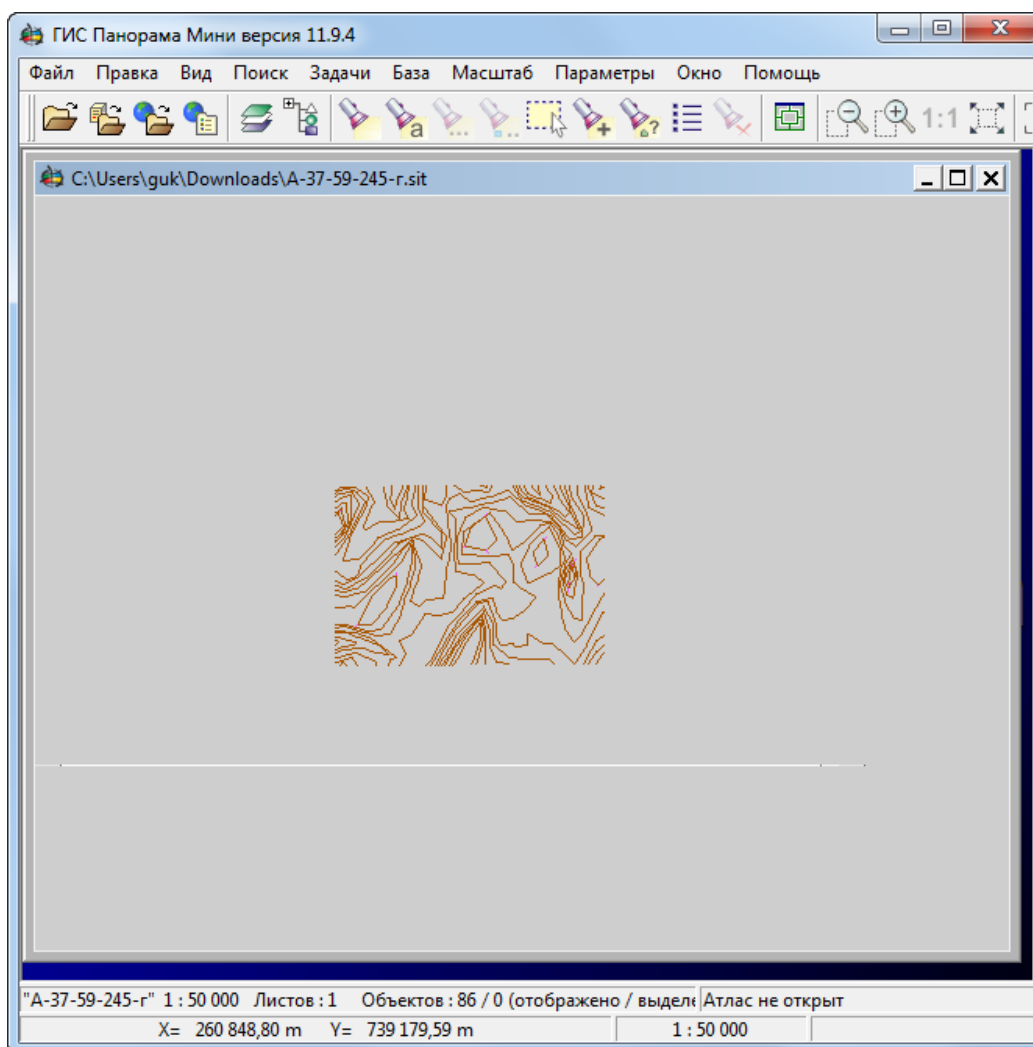 ГИС Панорама Мини версия 11.9.4
Файл Правка Вид Поиск Задачи База Масштаб Параметры Окно Помощь
a ... ? 1:1
C:\Users\guk\Downloads\A-37-59-245-г.sit
"A-37-59-245-г" 1 : 50 000 Листов : 1 Объектов : 86 / 0 (отображено / выделе Атлас не открыт
X= 260 848,80 m Y= 739 179,59 m 1 : 50 000